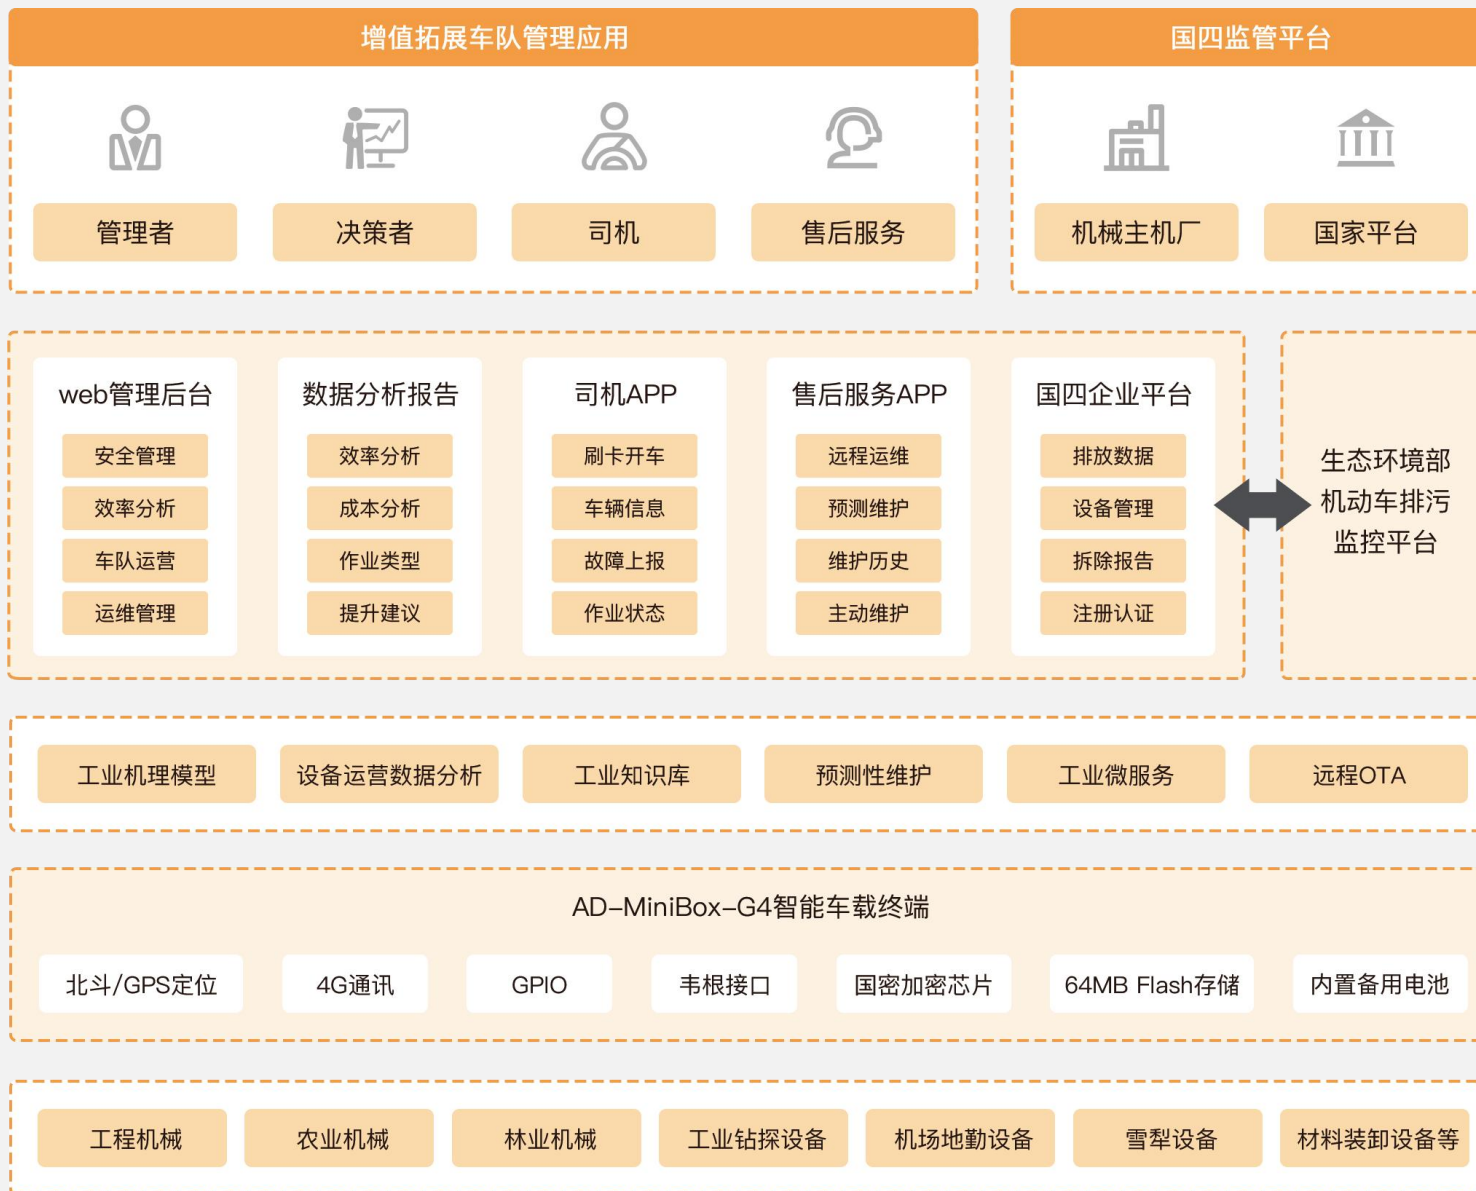 增值拓展车队管理应用
国四监管平台
管理者
决策者
司机
售后服务
机械主机厂
国家平台
web管理后台
安全管理
效率分析
车队运营
运维管理
数据分析报告
效率分析
成本分析
作业类型
提升建议
司机APP
刷卡开车
车辆信息
故障上报
作业状态
售后服务APP
远程运维
预测维护
维护历史
主动维护
国四企业平台
排放数据
设备管理
拆除报告
注册认证
生态环境部
机动车排污
监控平台
工业机理模型
设备运营数据分析
工业知识库
预测性维护
工业微服务
远程OTA
AD-MiniBox-G4智能车载终端
北斗/GPS定位
4G通讯
GPIO
韦根接口
国密加密芯片
64MB Flash存储
内置备用电池
工程机械
农业机械
林业机械
工业钻探设备
机场地勤设备
雪犁设备
材料装卸设备等